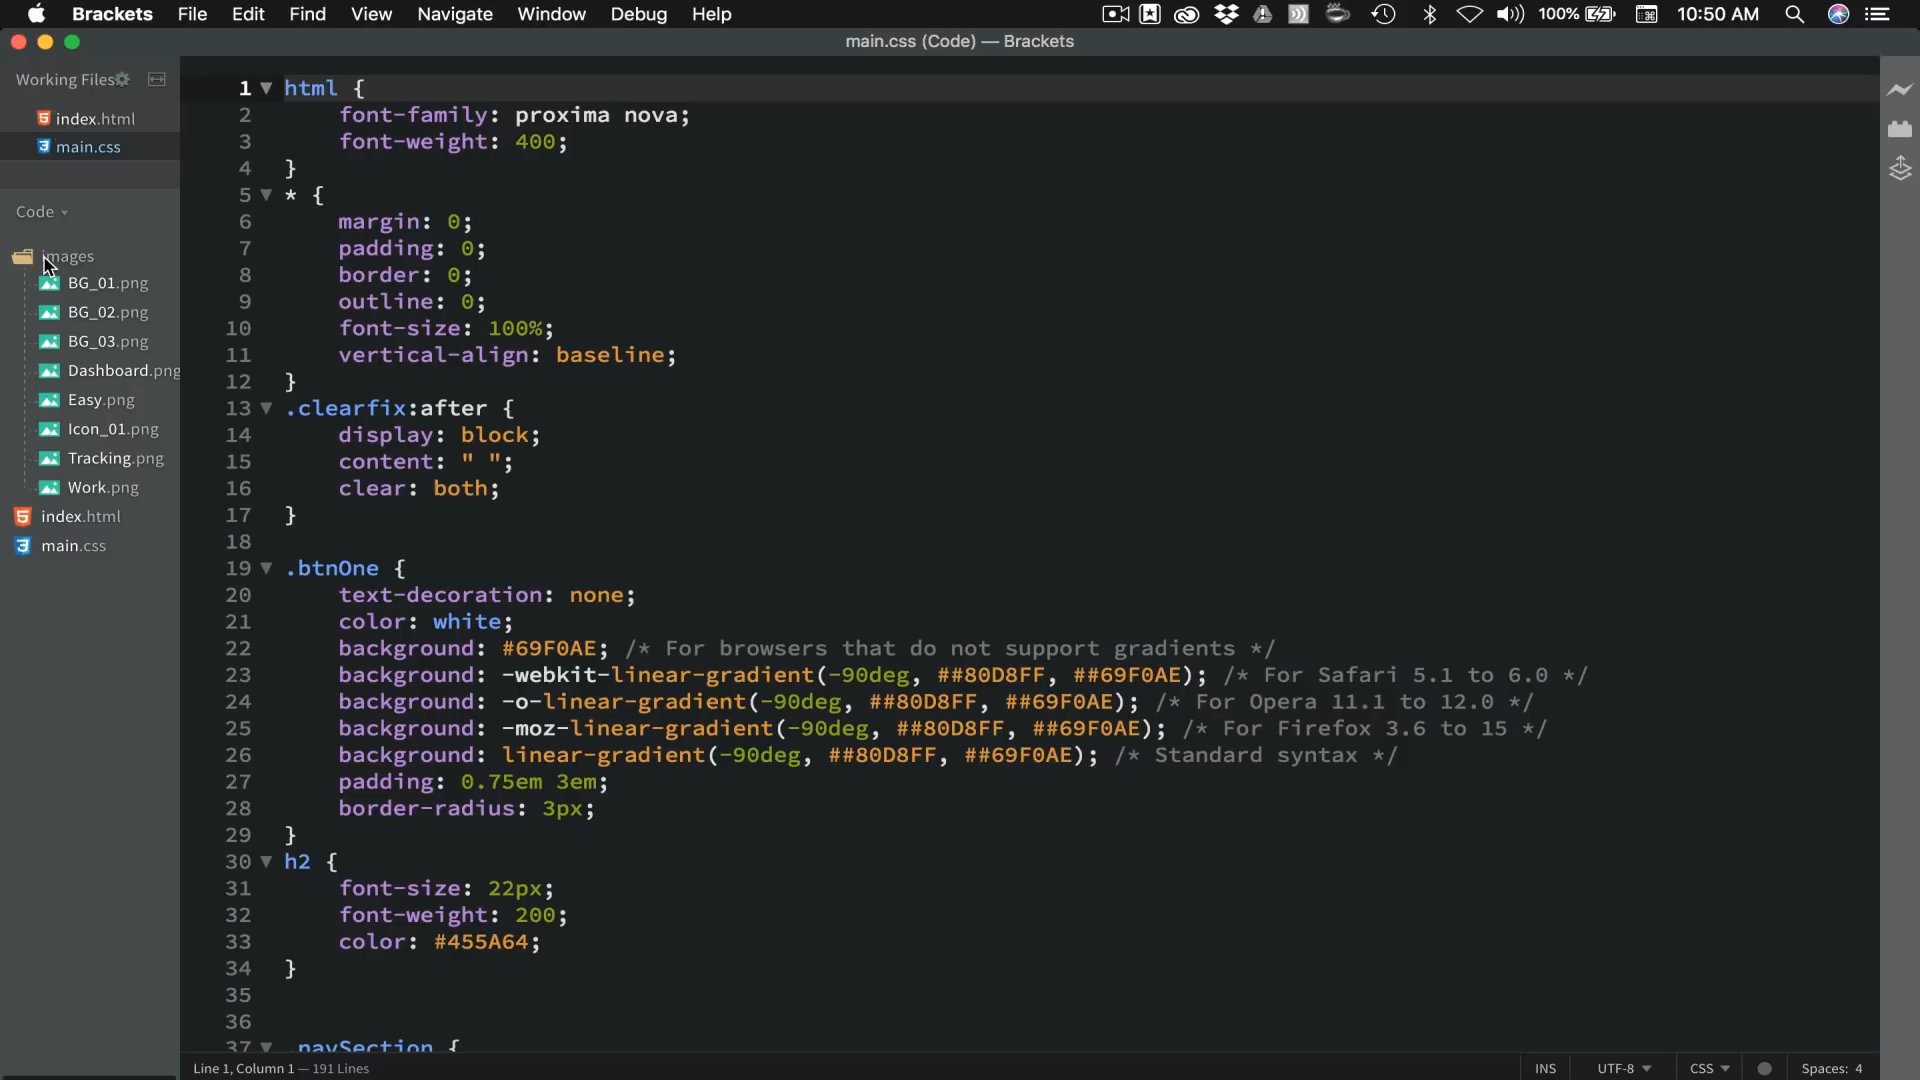 Brackets File Edit Find View Navigate Window Debug Help 100% 10:50 AM
main.css (Code) — Brackets
Working Files
index.html
main.css
Code
images
BG_01.png
BG_02.png
BG_03.png
Dashboard.png
Easy.png
Icon_01.png
Tracking.png
Work.png
index.html
main.css
1 html {
2 font-family: proxima nova;
3 font-weight: 400;
4 }
5 * {
6 margin: 0;
7 padding: 0;
8 border: 0;
9 outline: 0;
10 font-size: 100%;
11 vertical-align: baseline;
12 }
13 .clearfix:after {
14 display: block;
15 content: " ";
16 clear: both;
17 }
18
19 .btnOne {
20 text-decoration: none;
21 color: white;
22 background: #69F0AE; /* For browsers that do not support gradients */
23 background: -webkit-linear-gradient(-90deg, ##80D8FF, ##69F0AE); /* For Safari 5.1 to 6.0 */
24 background: -o-linear-gradient(-90deg, ##80D8FF, ##69F0AE); /* For Opera 11.1 to 12.0 */
25 background: -moz-linear-gradient(-90deg, ##80D8FF, ##69F0AE); /* For Firefox 3.6 to 15 */
26 background: linear-gradient(-90deg, ##80D8FF, ##69F0AE); /* Standard syntax */
27 padding: 0.75em 3em;
28 border-radius: 3px;
29 }
30 h2 {
31 font-size: 22px;
32 font-weight: 200;
33 color: #455A64;
34 }
35
36
37 .navSection {
Line 1, Column 1 — 191 Lines
INS UTF-8 CSS Spaces: 4